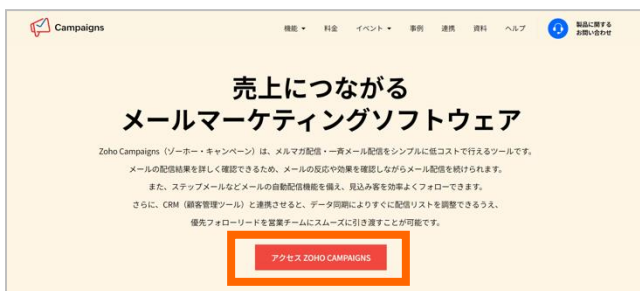 Campaigns
機能 料金 イベント 事例 連携 資料 ヘルプ
製品に関する
お問い合わせ
売上につながる
メールマーケティングソフトウェア
Zoho Campaigns（ゾーホー・キャンペーン）は、メルマガ配信・一斉メール配信をシンプルに低コストで行えるツールです。
メールの配信結果を詳しく確認できるため、メールの反応や効果を確認しながらメール配信を続けられます。
また、ステップメールなどメールの自動配信機能を備え、見込み客を効率よくフォローできます。
さらに、CRM（顧客管理ツール）と連携させると、データ同期によりすぐに配信リストを調整できるうえ、
優先フォローリードを営業チームにスムーズに引き渡すことが可能です。
アクセス ZOHO CAMPAIGNS